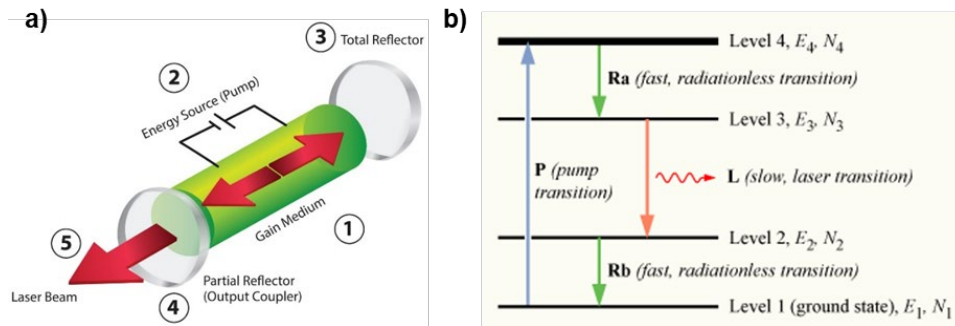 a)
3 Total Reflector
2
Energy Source (Pump)
Gain Medium
1
5
Laser Beam
Partial Reflector
(Output Coupler)
4
b)
Level 4, E4, N4
Ra (fast, radiationless transition)
Level 3, E3, N3
P (pump
transition)
L (slow, laser transition)
Level 2, E2, N2
Rb (fast, radiationless transition)
Level 1 (ground state), E1, N1